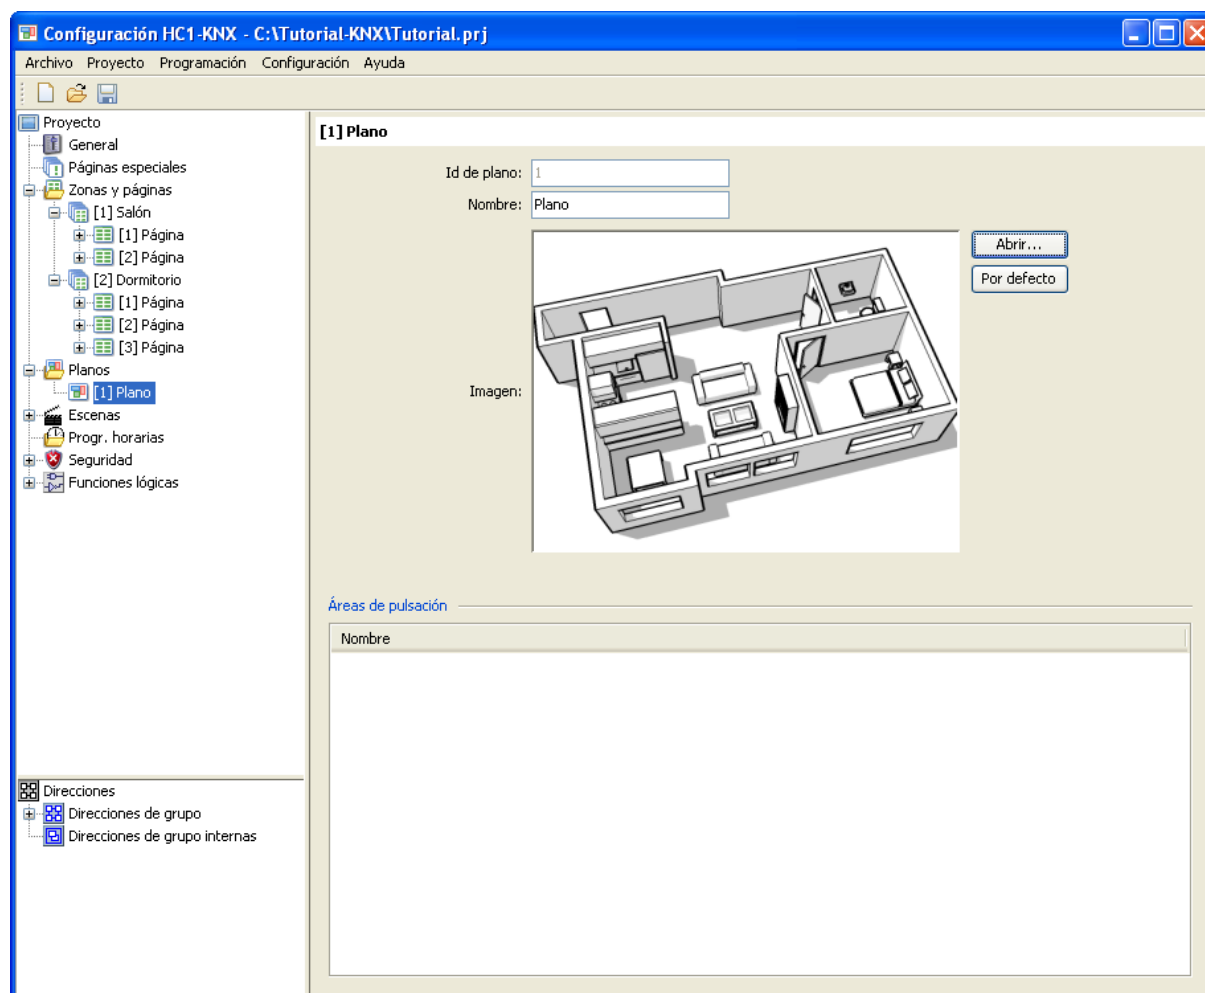 Configuración HC1-KNX - C:\Tutorial-KNX\Tutorial.prj
Archivo Proyecto Programación Configuración Ayuda
Proyecto
General
Páginas especiales
Zonas y páginas
[1] Salón
[1] Página
[2] Página
[2] Dormitorio
[1] Página
[2] Página
[3] Página
Planos
[1] Plano
Escenas
Progr. horarias
Seguridad
Funciones lógicas
Direcciones
Direcciones de grupo
Direcciones de grupo internas
[1] Plano
Id de plano: 1
Nombre: Plano
Imagen:
Abrir...
Por defecto
Áreas de pulsación
Nombre